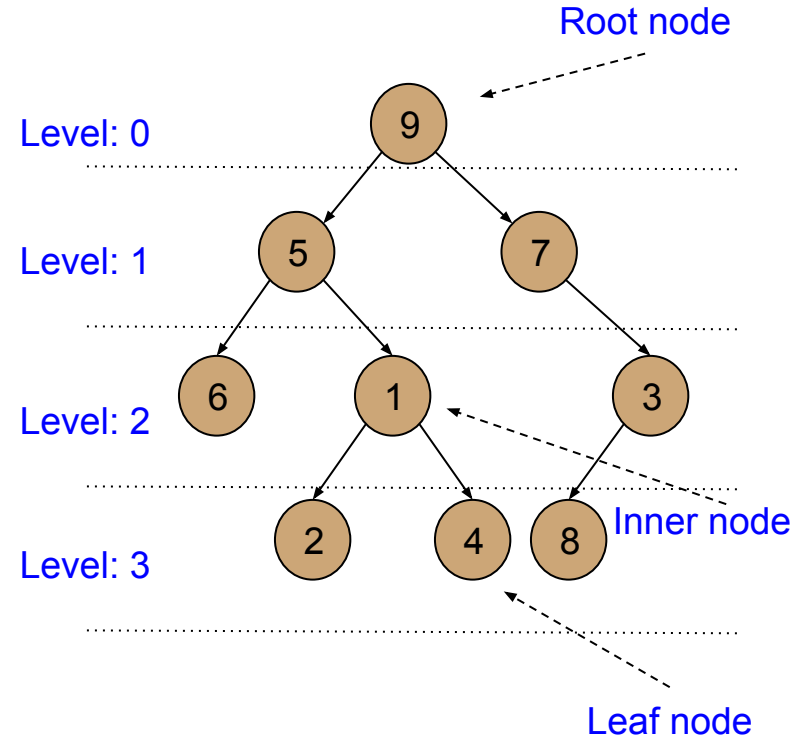 Root node
Level: 0
9
Level: 1
5
7
Level: 2
6
1
3
Inner node
Level: 3
2
4
8
Leaf node